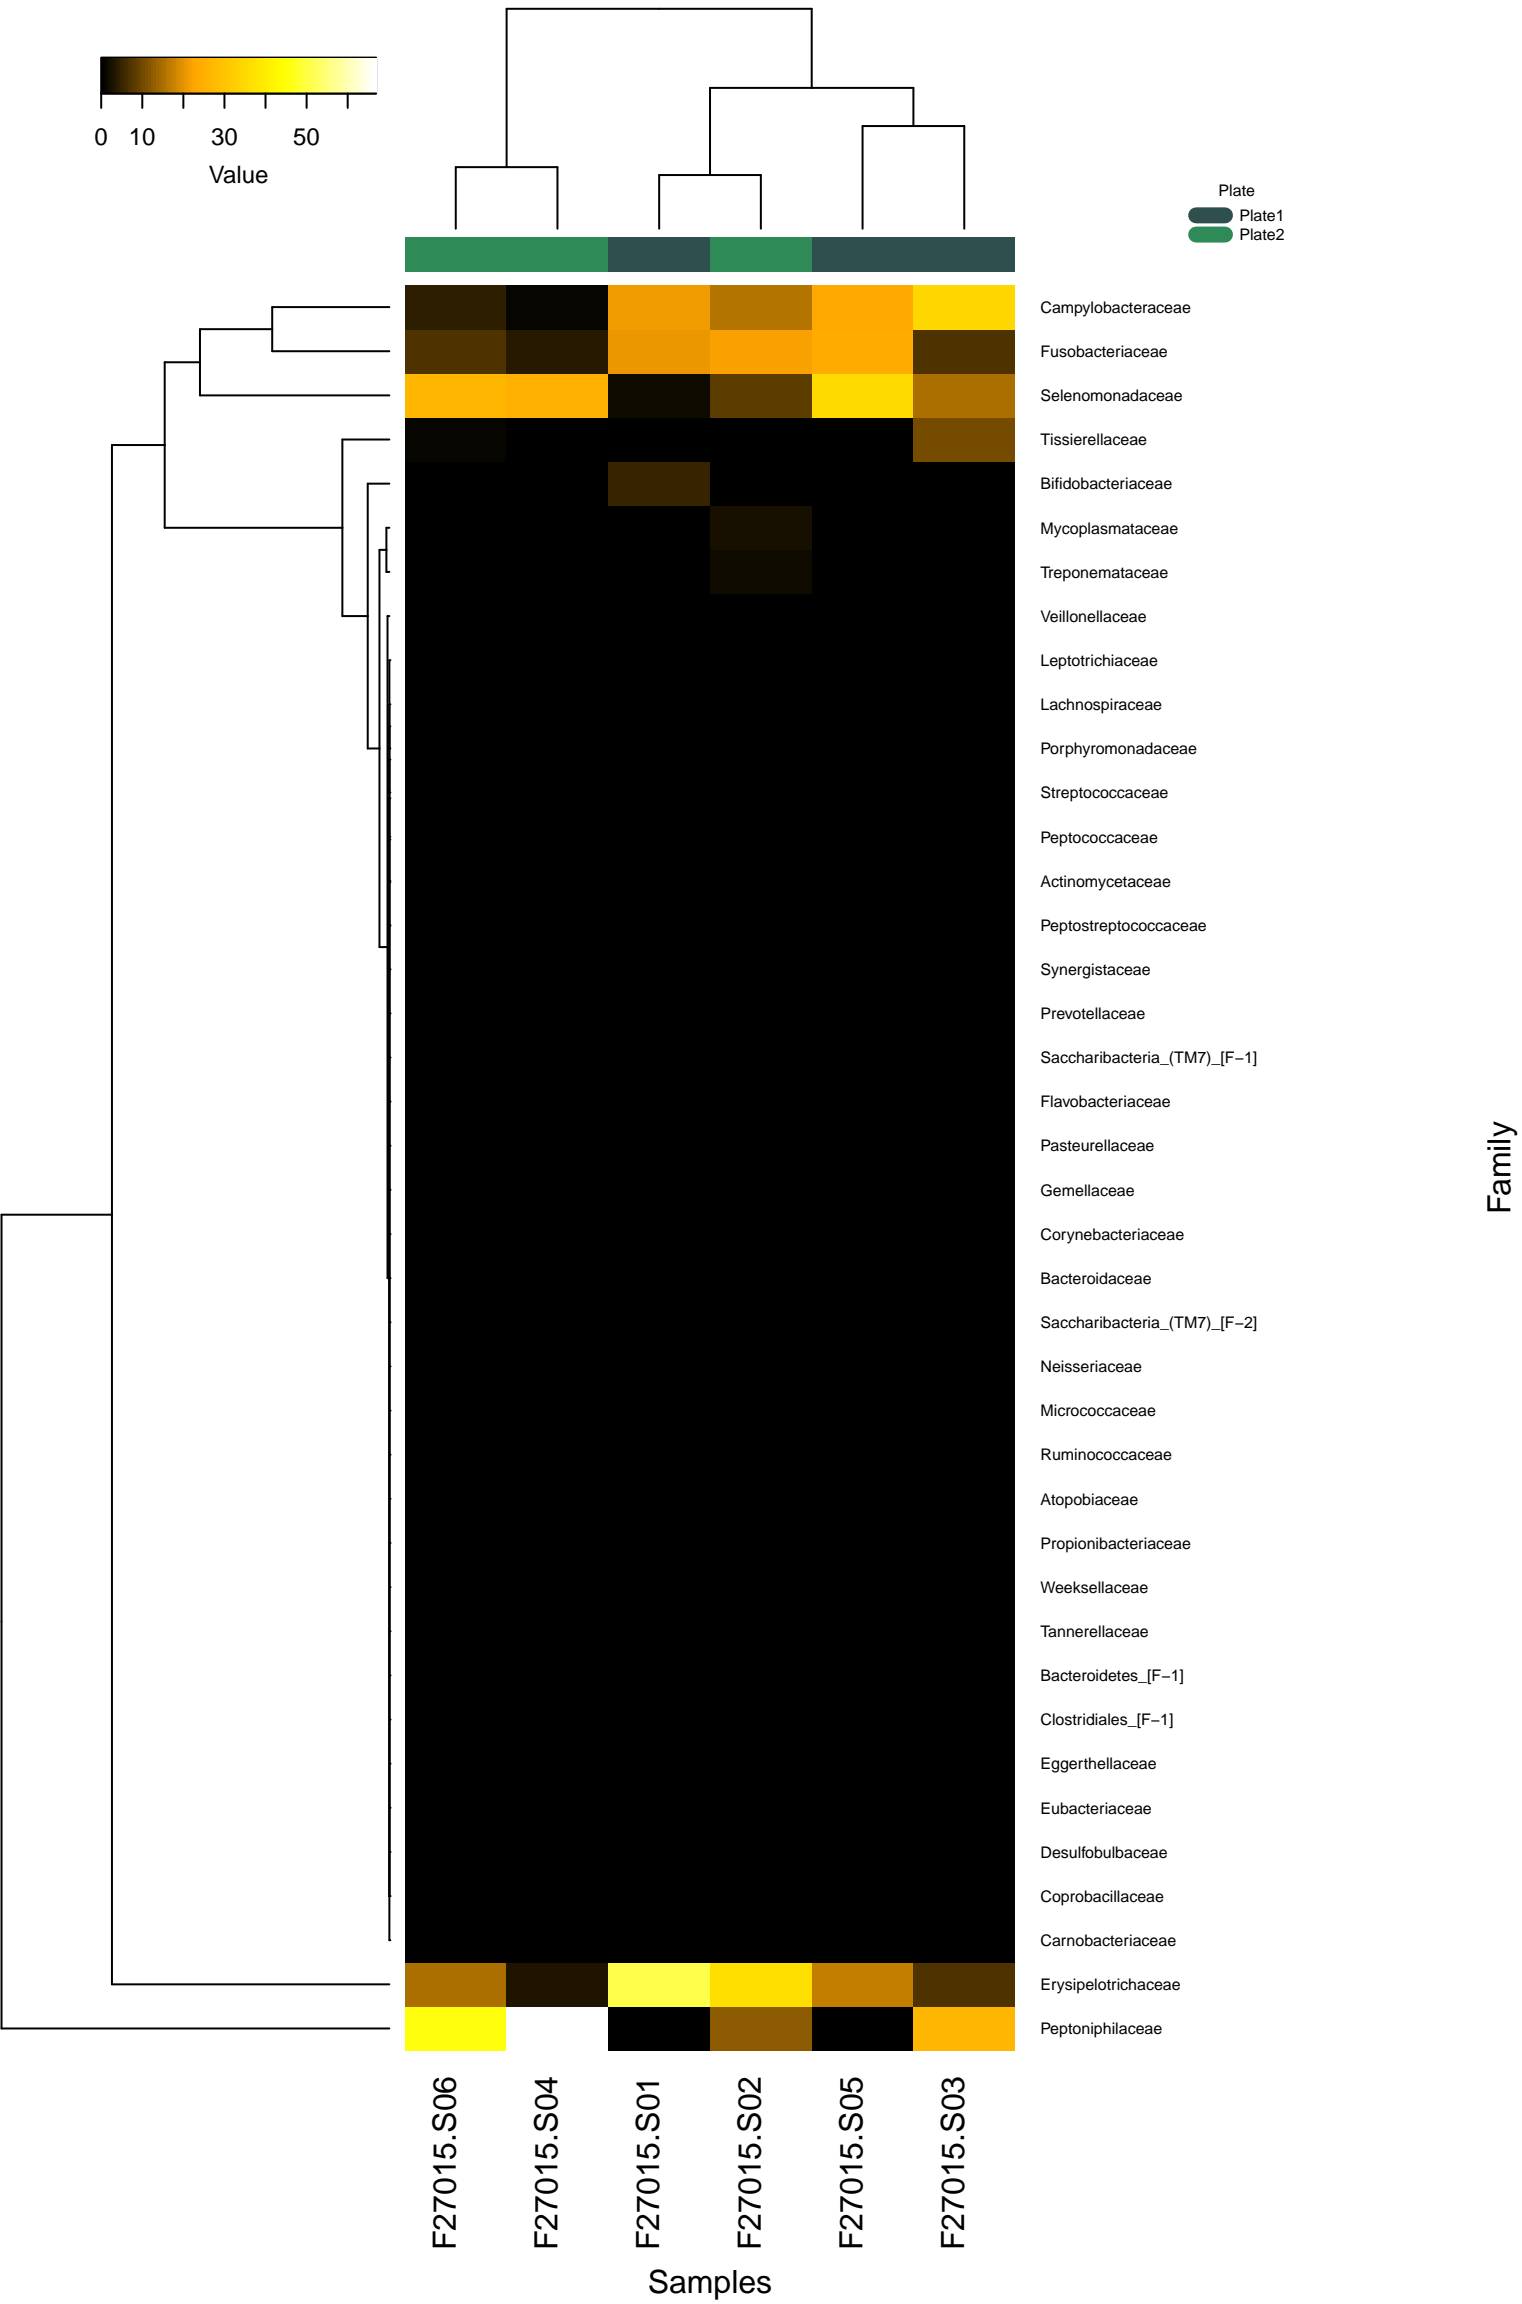 0 10 30 50
Value
Plate
Plate1
Plate2
Campylobacteraceae
Fusobacteriaceae
Selenomonadaceae
Tissierellaceae
Bifidobacteriaceae
Mycoplasmataceae
Treponemataceae
Veillonellaceae
Leptotrichiaceae
Lachnospiraceae
Porphyromonadaceae
Streptococcaceae
Peptococcaceae
Actinomycetaceae
Peptostreptococcaceae
Synergistaceae
Prevotellaceae
Saccharibacteria_(TM7)_[F−1]
Flavobacteriaceae
Pasteurellaceae
Gemellaceae
Corynebacteriaceae
Bacteroidaceae
Saccharibacteria_(TM7)_[F−2]
Neisseriaceae
Micrococcaceae
Ruminococcaceae
Atopobiaceae
Propionibacteriaceae
Weeksellaceae
Tannerellaceae
Bacteroidetes_[F−1]
Clostridiales_[F−1]
Eggerthellaceae
Eubacteriaceae
Desulfobulbaceae
Coprobacillaceae
Carnobacteriaceae
Erysipelotrichaceae
Peptoniphilaceae
Family
F27015.S06
F27015.S04
F27015.S01
F27015.S02
F27015.S05
F27015.S03
Samples